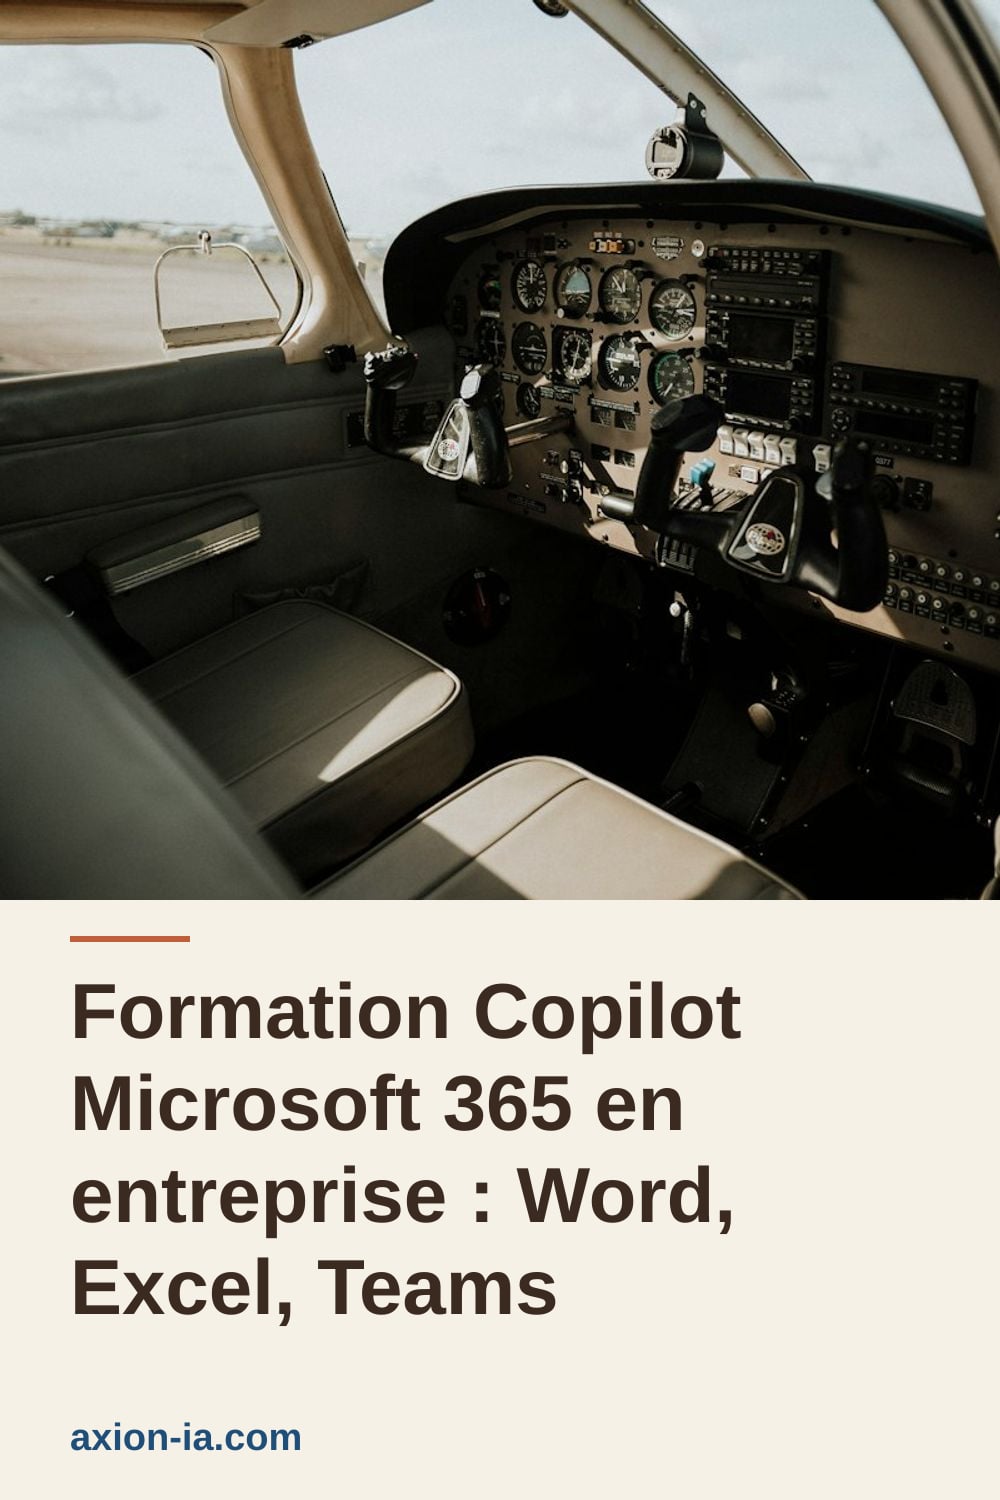 Formation Copilot
Microsoft 365 en
entreprise : Word,
Excel, Teams
axion-ia.com